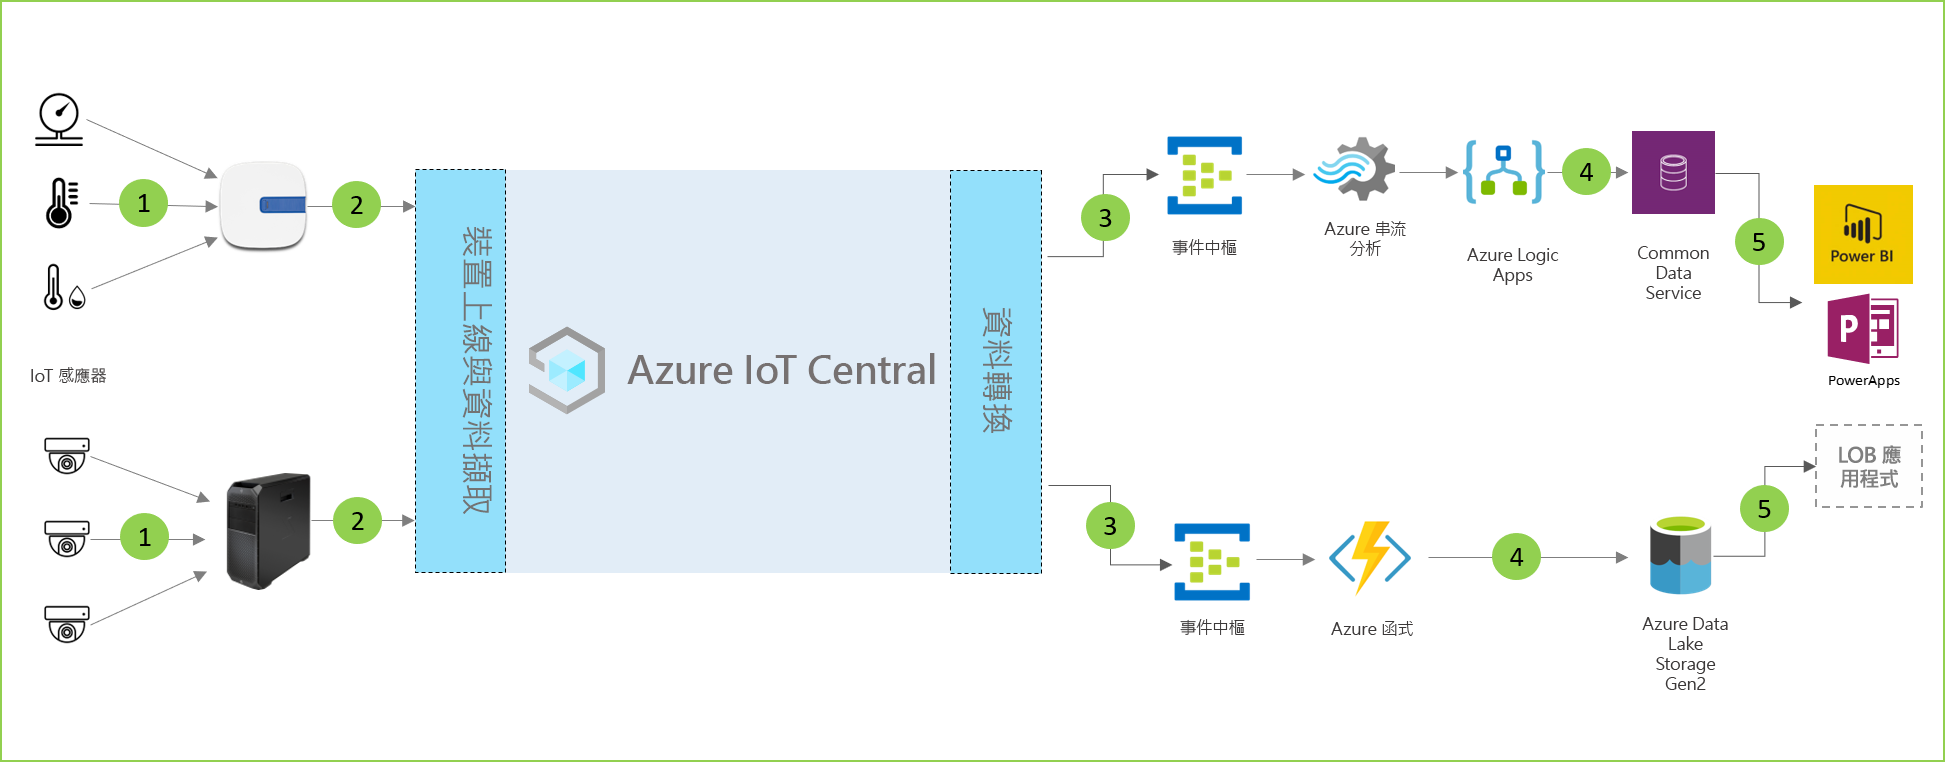 IoT 感應器
1
2
1
2
裝置上線與資料擷取
Azure IoT Central
資料轉換
3
事件中樞
Azure 串流
分析
Azure Logic
Apps
4
Common
Data
Service
5
Power BI
P
PowerApps
3
事件中樞
Azure 函式
4
Azure Data
Lake
Storage
Gen2
5
LOB 應
用程式